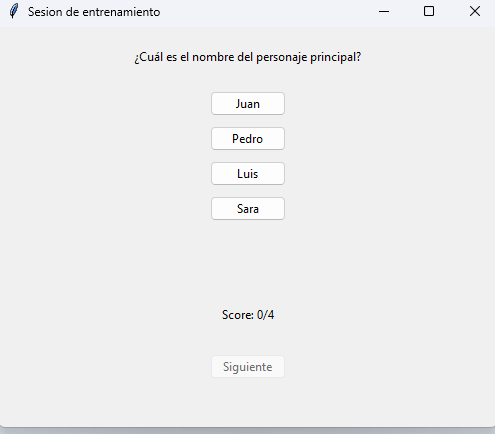 Sesion de entrenamiento
¿Cuál es el nombre del personaje principal?
Juan
Pedro
Luis
Sara
Score: 0/4
Siguiente